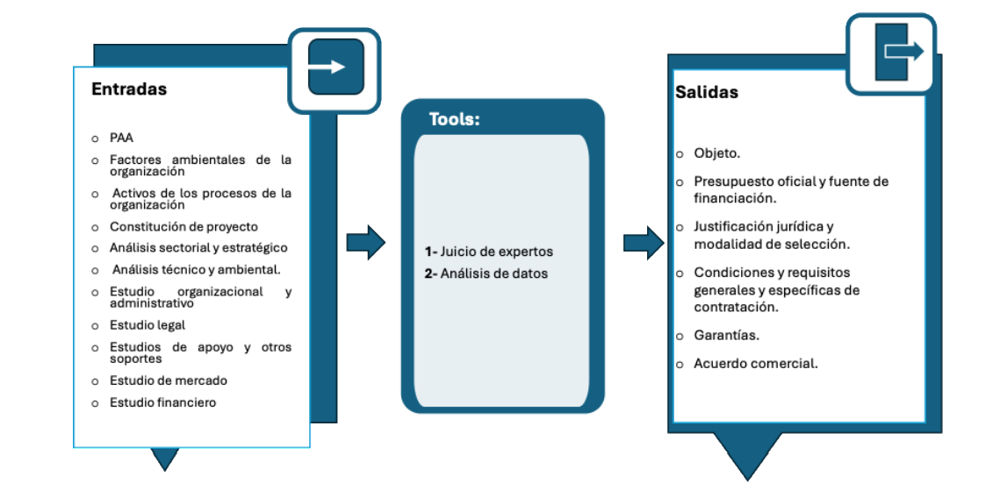 Entradas
PAA
Factores ambientales de la
organización
Activos de los procesos de la
organización
Constitución de proyecto
Análisis sectorial y estratégico
Análisis técnico y ambiental.
Estudio organizacional y
administrativo
Estudio legal
Estudios de apoyo y otros
soportes
Estudio de mercado
Estudio financiero
Tools:
1- Juicio de expertos
2- Análisis de datos
Salidas
Objeto.
Presupuesto oficial y fuente de
financiación.
Justificación jurídica y
modalidad de selección.
Condiciones y requisitos
generales y específicas de
contratación.
Garantías.
Acuerdo comercial.